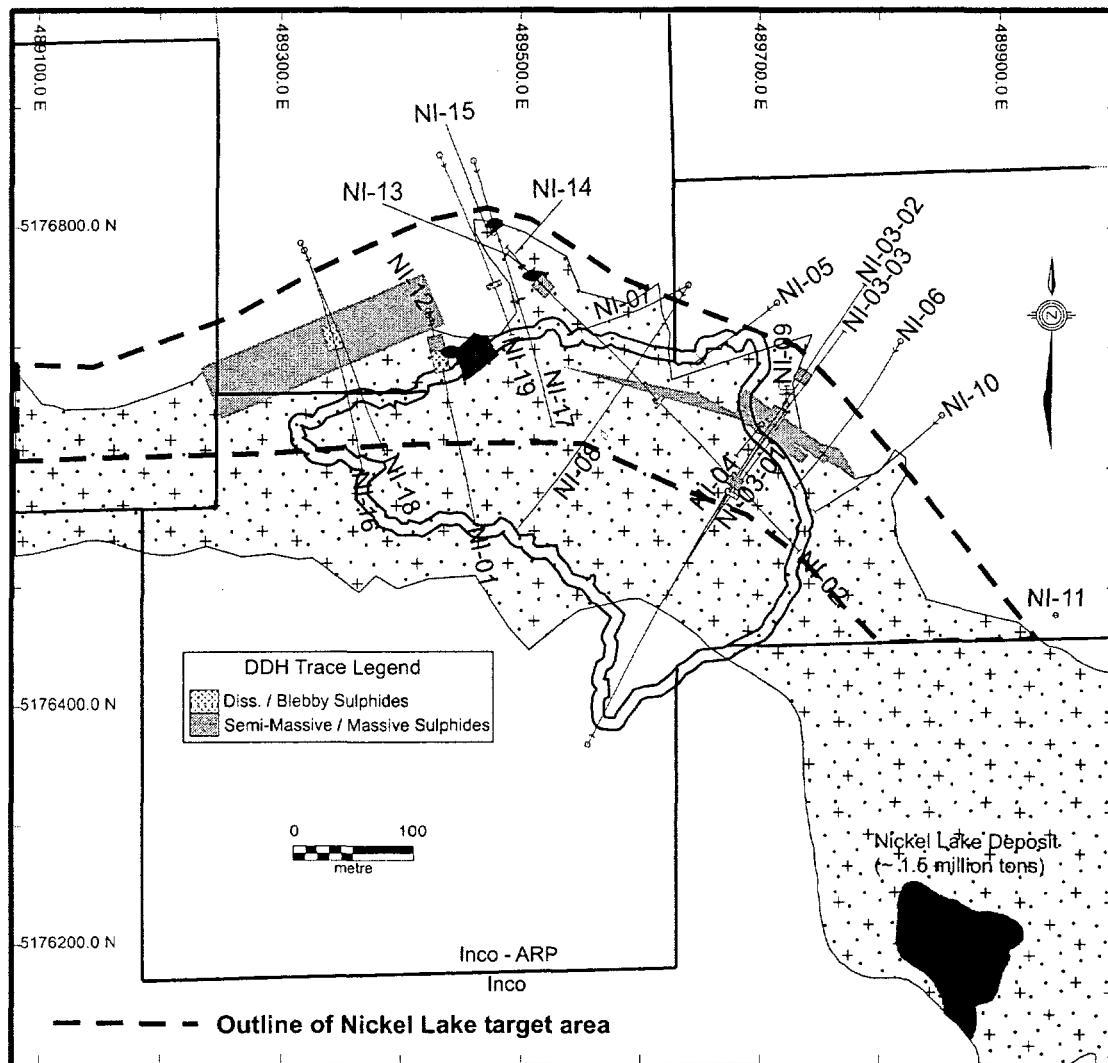 489100.0 E
489300.0 E
489500.0 E
489700.0 E
489900.0 E
NI-15
NI-13
NI-14
5176800.0 N
NI-12
NI-07
NI-05
NI-03-02
NI-03-03
NI-06
NI-09
NI-10
NI-19
NI-17
NI-08
NI-04
NI-03-01
NI-18
NI-16
NI-01
NI-02
NI-11
DDH Trace Legend
Diss. / Blebby Sulphides
Semi-Massive / Massive Sulphides
5176400.0 N
0 100
metre
Nickel Lake Deposit
(~ 1.5 million tons)
5176200.0 N
Inco - ARP
Inco
Outline of Nickel Lake target area
N